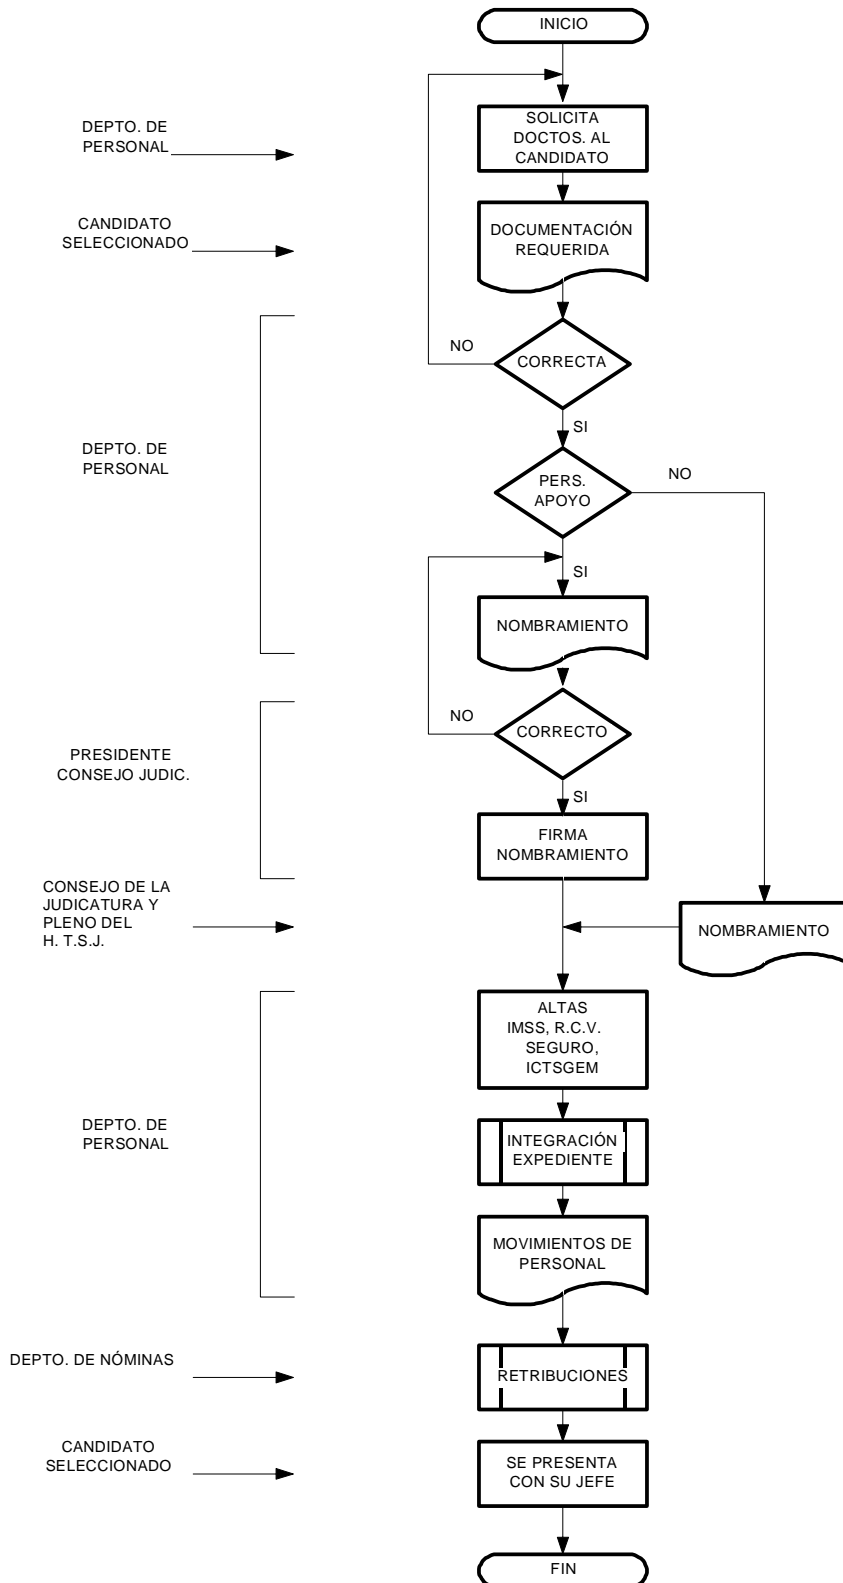 INICIO
DEPTO. DE
PERSONAL
SOLICITA
DOCTOS. AL
CANDIDATO
CANDIDATO
SELECCIONADO
DOCUMENTACIÓN
REQUERIDA
NO
CORRECTA
SI
DEPTO. DE
PERSONAL
PERS.
APOYO
NO
SI
NOMBRAMIENTO
NO
CORRECTO
PRESIDENTE
CONSEJO JUDIC.
SI
FIRMA
NOMBRAMIENTO
CONSEJO DE LA
JUDICATURA Y
PLENO DEL
H. T.S.J.
NOMBRAMIENTO
ALTAS
IMSS, R.C.V.
SEGURO,
ICTSGEM
DEPTO. DE
PERSONAL
INTEGRACIÓN
EXPEDIENTE
MOVIMIENTOS DE
PERSONAL
DEPTO. DE NÓMINAS
RETRIBUCIONES
CANDIDATO
SELECCIONADO
SE PRESENTA
CON SU JEFE
FIN